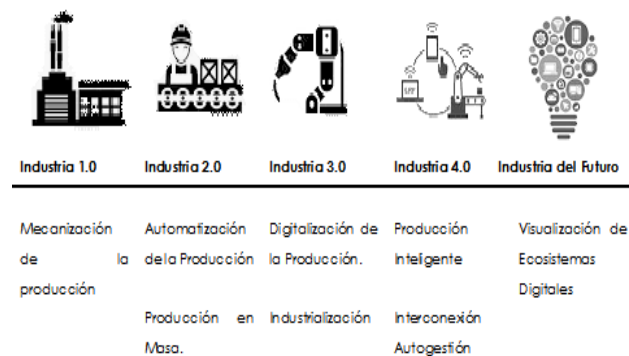 Industria 1.0 Industria 2.0 Industria 3.0 Industria 4.0 Industria del Futuro
Mecanización
de la
producción
Automatización
de la Producción
Producción en
Masa.
Digitalización de
la Producción.
Industrialización
Producción
Inteligente
Interconexión
Autogestión
Visualización de
Ecosistemas
Digitales